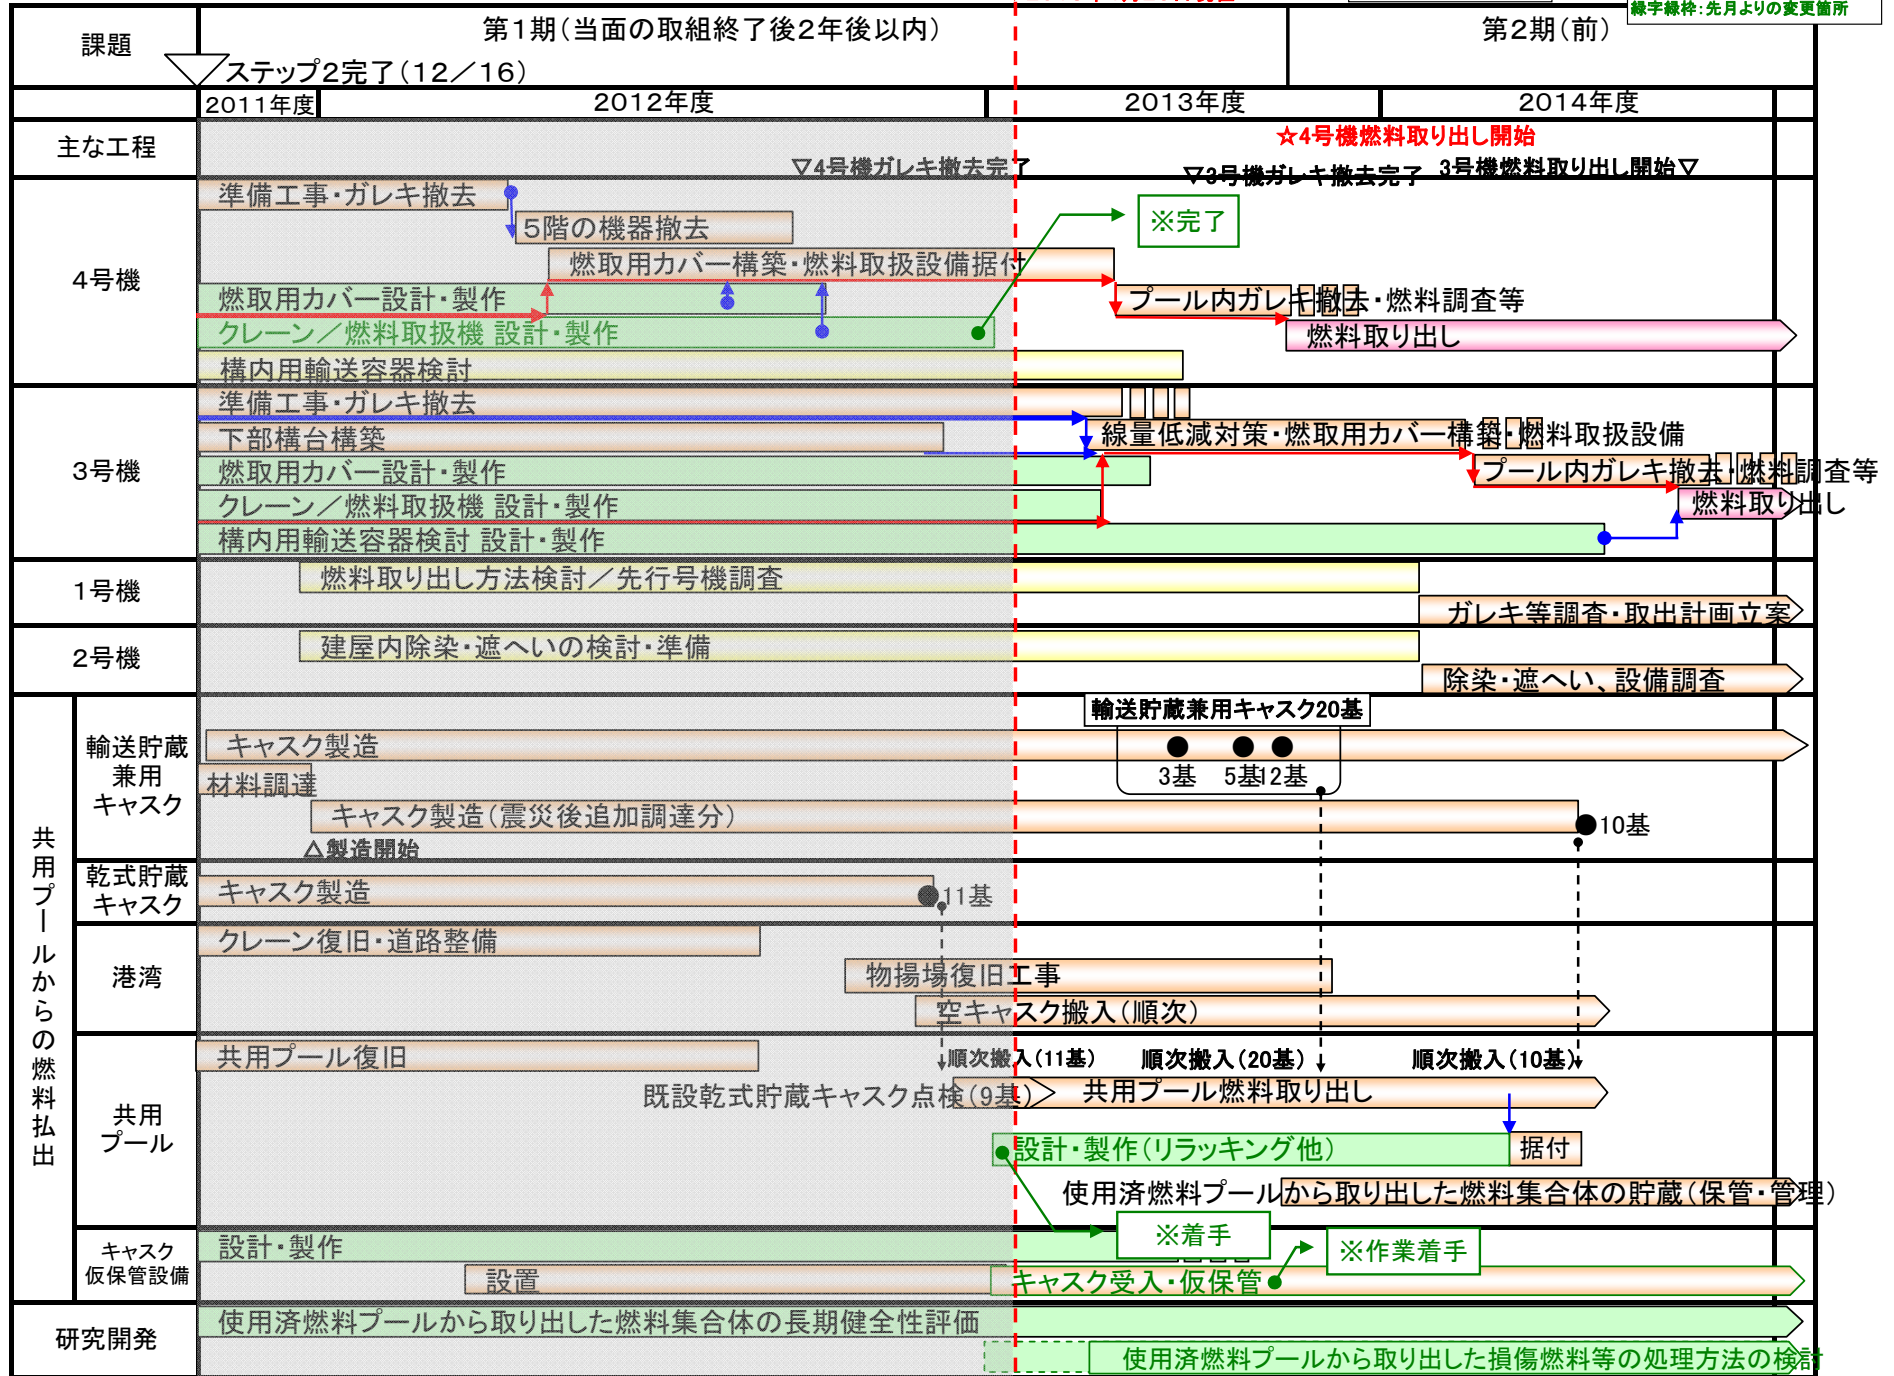 緑字緑枠：先月よりの変更箇所
課題
第1期（当面の取組終了後2年後以内）
第2期（前）
ステップ2完了（12／16）
2011年度
2012年度
2013年度
2014年度
主な工程
☆4号機燃料取り出し開始
▽4号機ガレキ撤去完了
▽3号機ガレキ撤去完了
3号機燃料取り出し開始▽
4号機
準備工事・ガレキ撤去
5階の機器撤去
※完了
燃取用カバー構築・燃料取扱設備据付
燃取用カバー設計・製作
プール内ガレキ撤去・燃料調査等
クレーン／燃料取扱機 設計・製作
燃料取り出し
構内用輸送容器検討
3号機
準備工事・ガレキ撤去
下部構台構築
線量低減対策・燃取用カバー構築・燃料取扱設備
燃取用カバー設計・製作
プール内ガレキ撤去・燃料調査等
クレーン／燃料取扱機 設計・製作
燃料取り出し
構内用輸送容器検討 設計・製作
1号機
燃料取り出し方法検討／先行号機調査
ガレキ等調査・取出計画立案
2号機
建屋内除染・遮へいの検討・準備
除染・遮へい、設備調査
共用プールからの燃料払出
輸送貯蔵
兼用
キャスク
輸送貯蔵兼用キャスク20基
キャスク製造
3基
5基
12基
材料調達
キャスク製造（震災後追加調達分）
10基
△製造開始
乾式貯蔵
キャスク
キャスク製造
11基
港湾
クレーン復旧・道路整備
物揚場復旧工事
空キャスク搬入（順次）
共用
プール
共用プール復旧
順次搬入（11基）
順次搬入（20基）
順次搬入（10基）
既設乾式貯蔵キャスク点検（9基）
共用プール燃料取り出し
設計・製作（リラッキング他）
据付
使用済燃料プールから取り出した燃料集合体の貯蔵（保管・管理）
キャスク
仮保管設備
設計・製作
※着手
※作業着手
設置
キャスク受入・仮保管
研究開発
使用済燃料プールから取り出した燃料集合体の長期健全性評価
使用済燃料プールから取り出した損傷燃料等の処理方法の検討